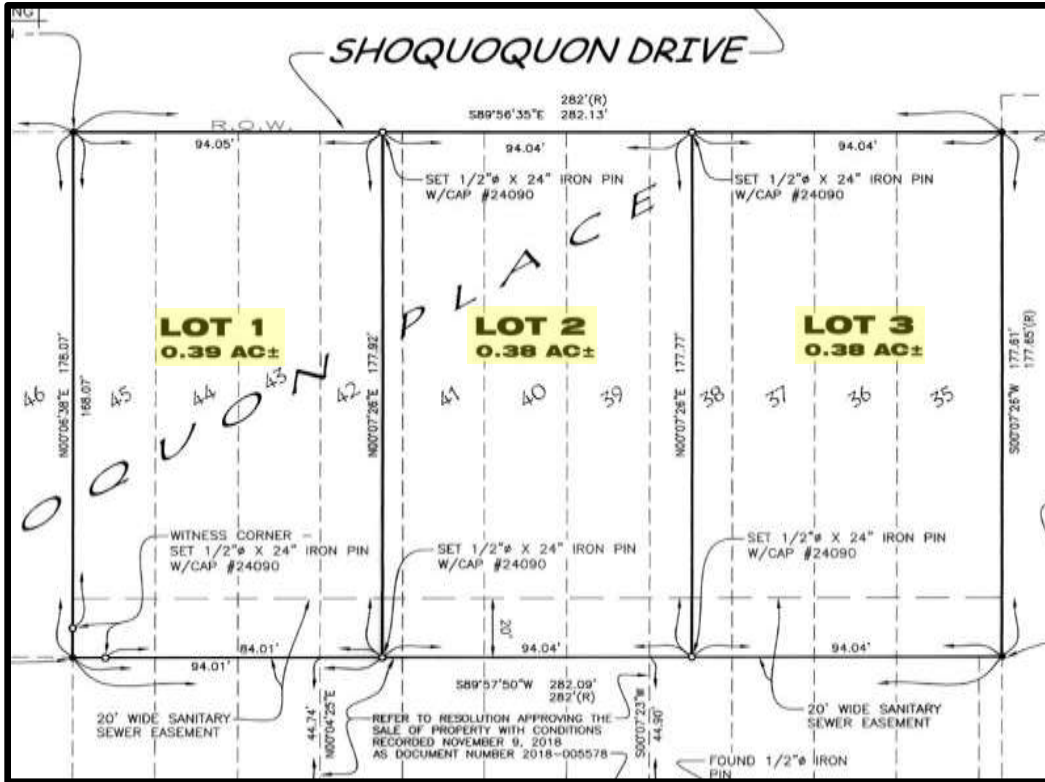 NG
SHOQUOQUON DRIVE
282'(R)
S89°56'35"E 282.13'
R.O.W.
94.05'
94.04'
94.04'
SET 1/2"ø X 24" IRON PIN
W/CAP #24090
SET 1/2"ø X 24" IRON PIN
W/CAP #24090
OQUON PLACE
LOT 1
0.39 AC±
LOT 2
0.38 AC±
LOT 3
0.38 AC±
N00°06'38"E 178.07'
168.07'
N00°07'26"E 177.92'
N00°07'26"E 177.77'
S00°07'26"W 177.61'
177.65'(R)
46 45 44 43 42 41 40 39 38 37 36 35
WITNESS CORNER -
SET 1/2"ø X 24" IRON PIN
W/CAP #24090
SET 1/2"ø X 24" IRON PIN
W/CAP #24090
SET 1/2"ø X 24" IRON PIN
W/CAP #24090
20'
84.01'
94.01'
94.04'
94.04'
S89°57'50"W 282.09'
282'(R)
20' WIDE SANITARY
SEWER EASEMENT
44.74'
N00°04'25"E
REFER TO RESOLUTION APPROVING THE
SALE OF PROPERTY WITH CONDITIONS
RECORDED NOVEMBER 9, 2018
AS DOCUMENT NUMBER 2018-005578
S00°07'23"W
44.90'
20' WIDE SANITARY
SEWER EASEMENT
FOUND 1/2"ø IRON
PIN